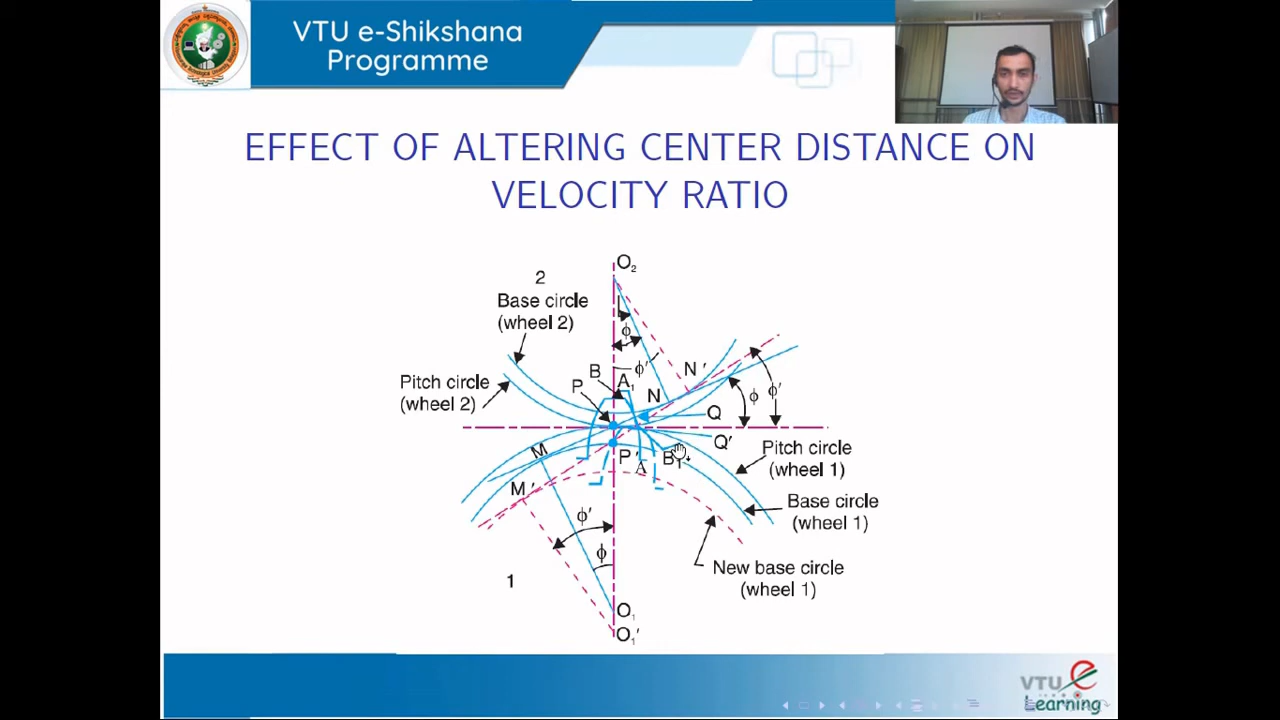 VTU e-Shikshana
Programme
EFFECT OF ALTERING CENTER DISTANCE ON
VELOCITY RATIO
O₂
2
Base circle
(wheel 2)
L
ϕ
Pitch circle
(wheel 2)
B
P
A₁
ϕ′
N
N′
ϕ
ϕ′
Q
Q′
M
P′
A
B₁
Pitch circle
(wheel 1)
M′
Base circle
(wheel 1)
ϕ′
ϕ
1
New base circle
(wheel 1)
O₁
O₁′
VTU e
Learning